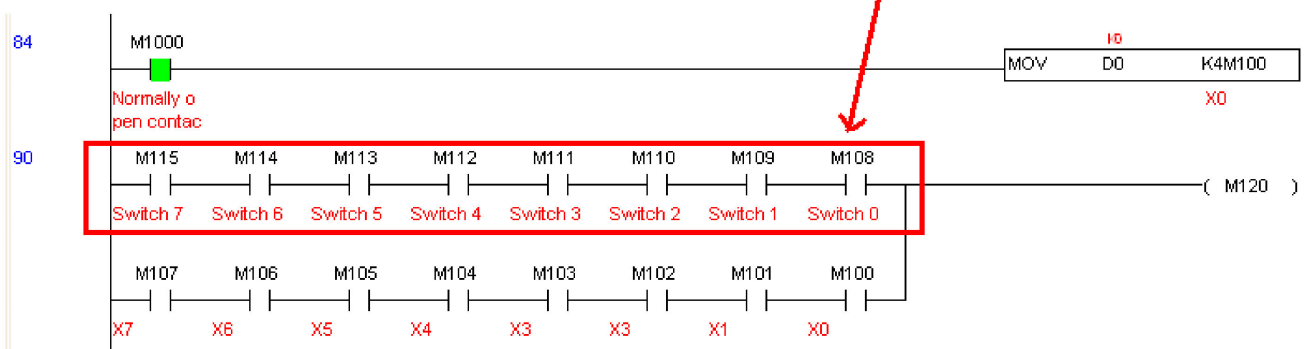 84
M1000
H0
MOV D0 K4M100
Normally o
pen contac
X0
90
M115 M114 M113 M112 M111 M110 M109 M108
( M120 )
Switch 7 Switch 6 Switch 5 Switch 4 Switch 3 Switch 2 Switch 1 Switch 0
M107 M106 M105 M104 M103 M102 M101 M100
X7 X6 X5 X4 X3 X3 X1 X0